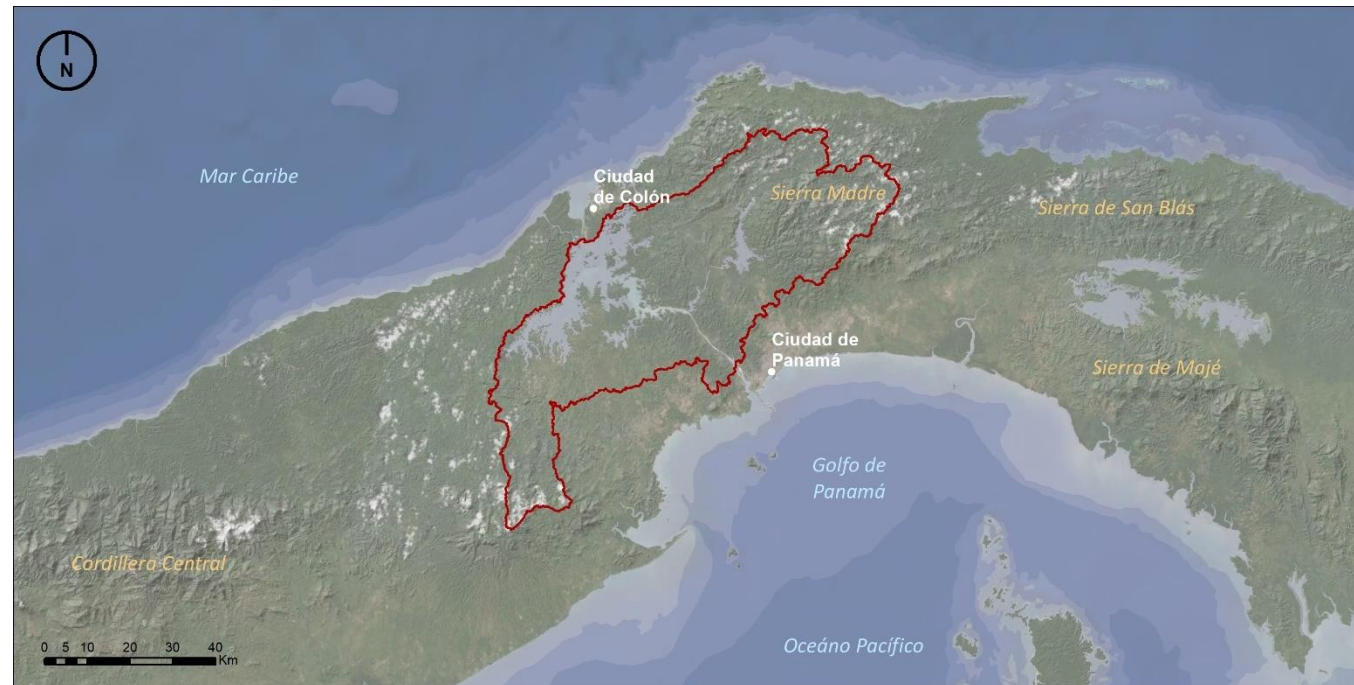 N
Mar Caribe
Ciudad
de Colón
Sierra Madre
Sierra de San Blás
Ciudad de
Panamá
Sierra de Majé
Golfo de
Panamá
Cordillera Central
Océano Pacífico
0 5 10 20 30 40
Km